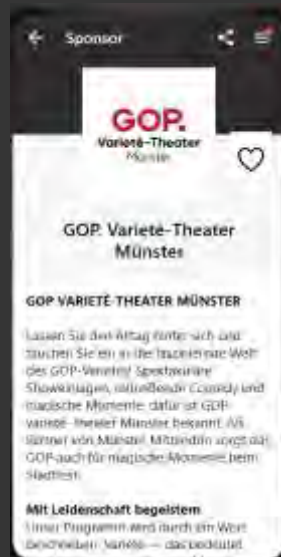 Sponsor
GOP.
Varieté-Theater
Münster
GOP. Varieté-Theater
Münster
GOP VARIETÉ-THEATER MÜNSTER
Lassen Sie den Alltag hinter sich und
tauchen Sie ein in die faszinierende Welt
des GOP-Varietés! Spektakuläre
Showeinlagen, mitreißende Comedy und
magische Momente: dafür ist GOP
Varieté-Theater Münster bekannt. Als
Partner von Münster Mittendrin sorgt das
GOP auch für magische Momente beim
Stadtfest.
Mit Leidenschaft begeistern
Unser Programm wird durch ein Wort
beschrieben: Varieté — das bedeutet